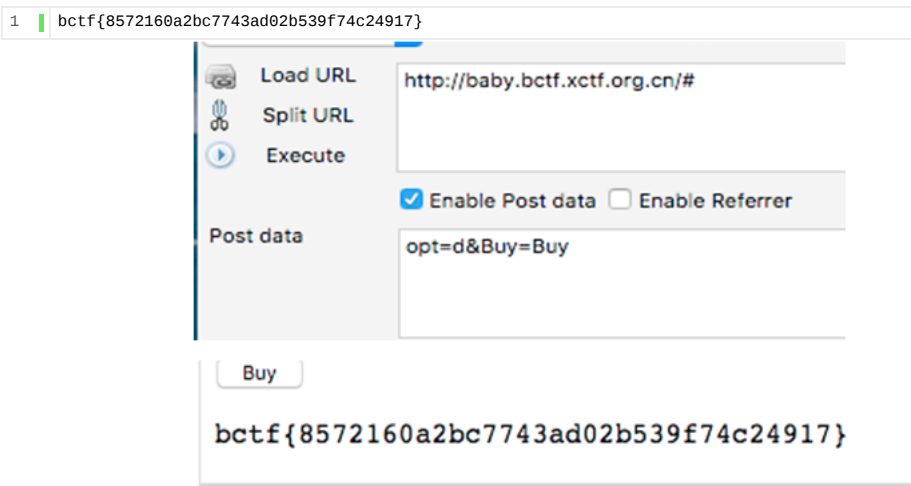 1 bctf{8572160a2bc7743ad02b539f74c24917}
Load URL
http://baby.bctf.xctf.org.cn/#
Split URL
Execute
Enable Post data Enable Referrer
Post data
opt=d&Buy=Buy
Buy
bctf{8572160a2bc7743ad02b539f74c24917}